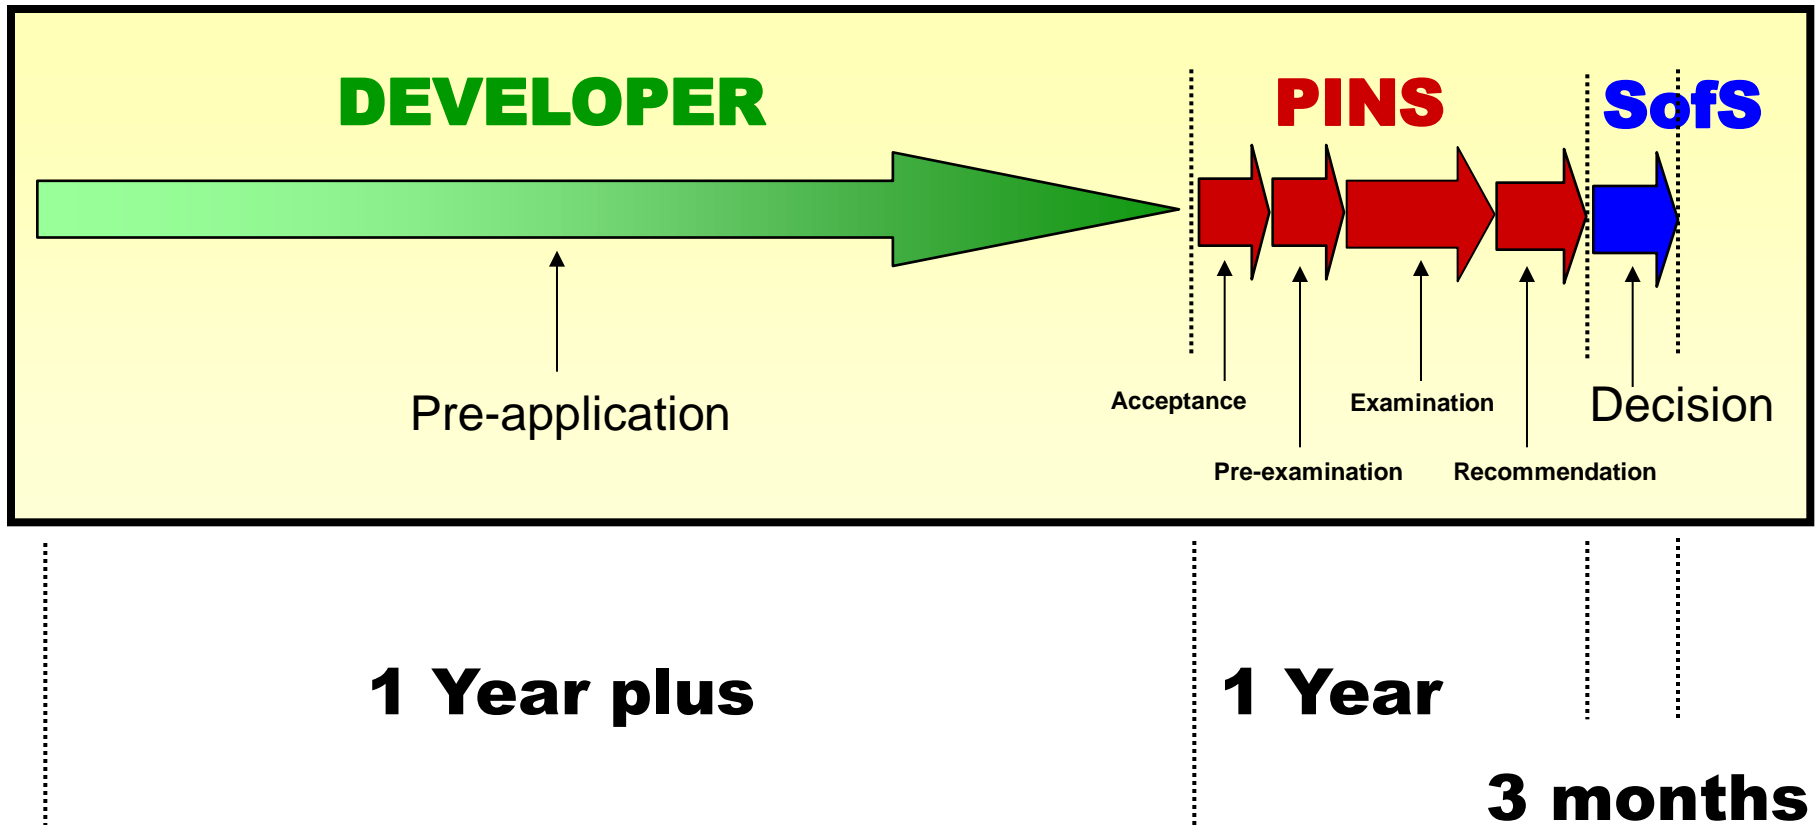 DEVELOPER PINS SofS
Pre-application
Acceptance Examination Decision
Pre-examination Recommendation
1 Year plus 1 Year
3 months